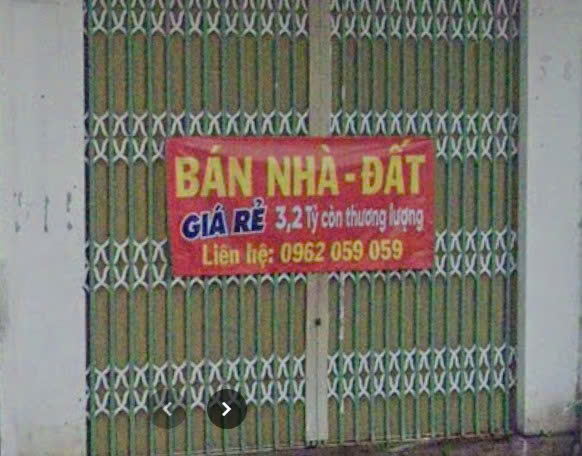 BÁN NHÀ - ĐẤT
GIÁ RẺ 3,2 Tỷ còn thương lượng
Liên hệ: 0962 059 059